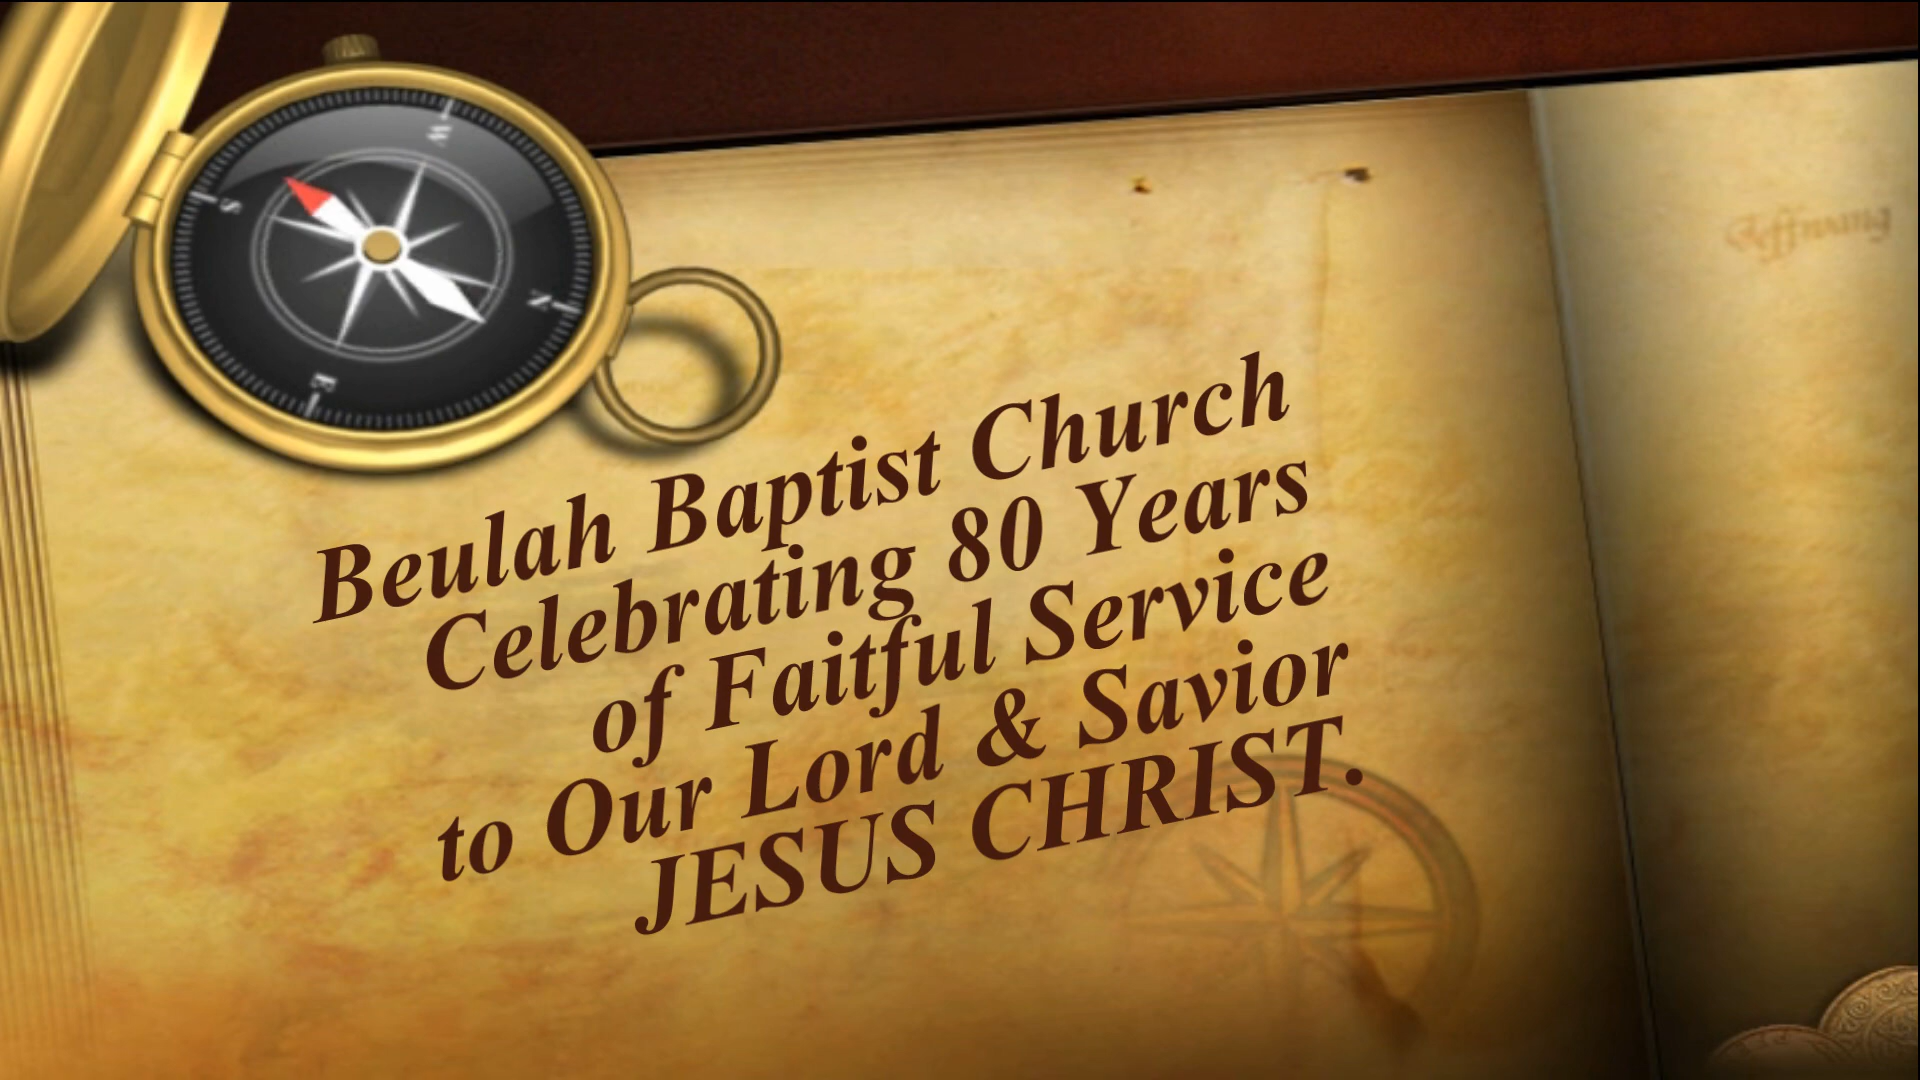 W
S
N
E
Beulah Baptist Church
Celebrating 80 Years
of Faitful Service
to Our Lord & Savior
JESUS CHRIST.